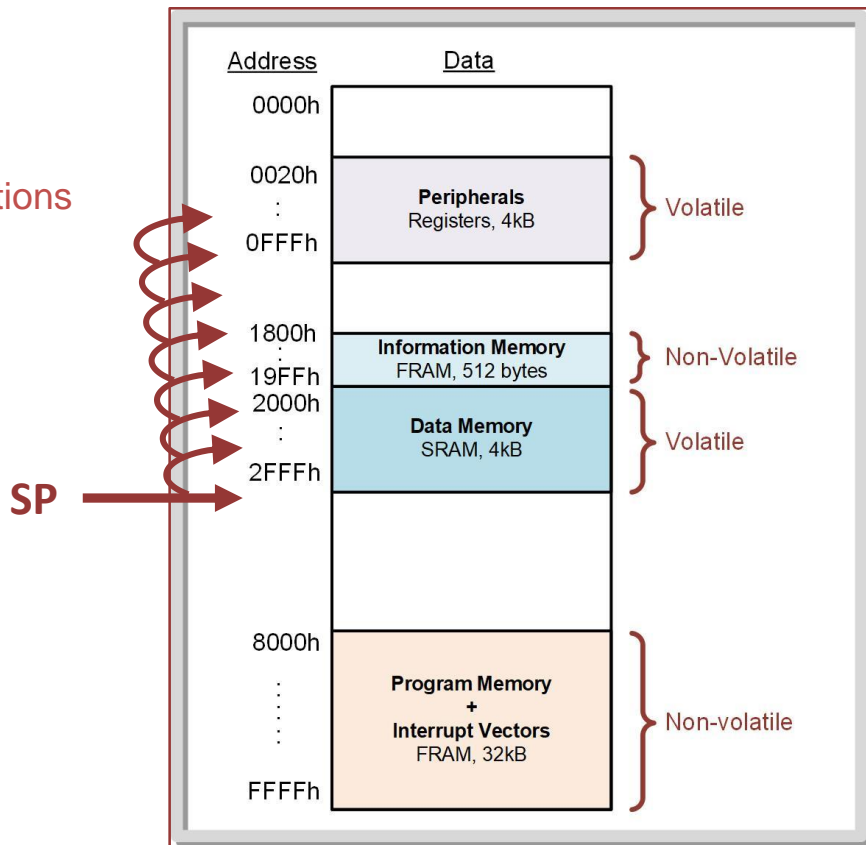 Address Data
0000h
tions
0020h
:
0FFFh
Peripherals
Registers, 4kB
Volatile
1800h
:
19FFh
Information Memory
FRAM, 512 bytes
Non-Volatile
2000h
:
2FFFh
Data Memory
SRAM, 4kB
Volatile
SP
8000h
:
:
:
FFFFh
Program Memory
+
Interrupt Vectors
FRAM, 32kB
Non-volatile